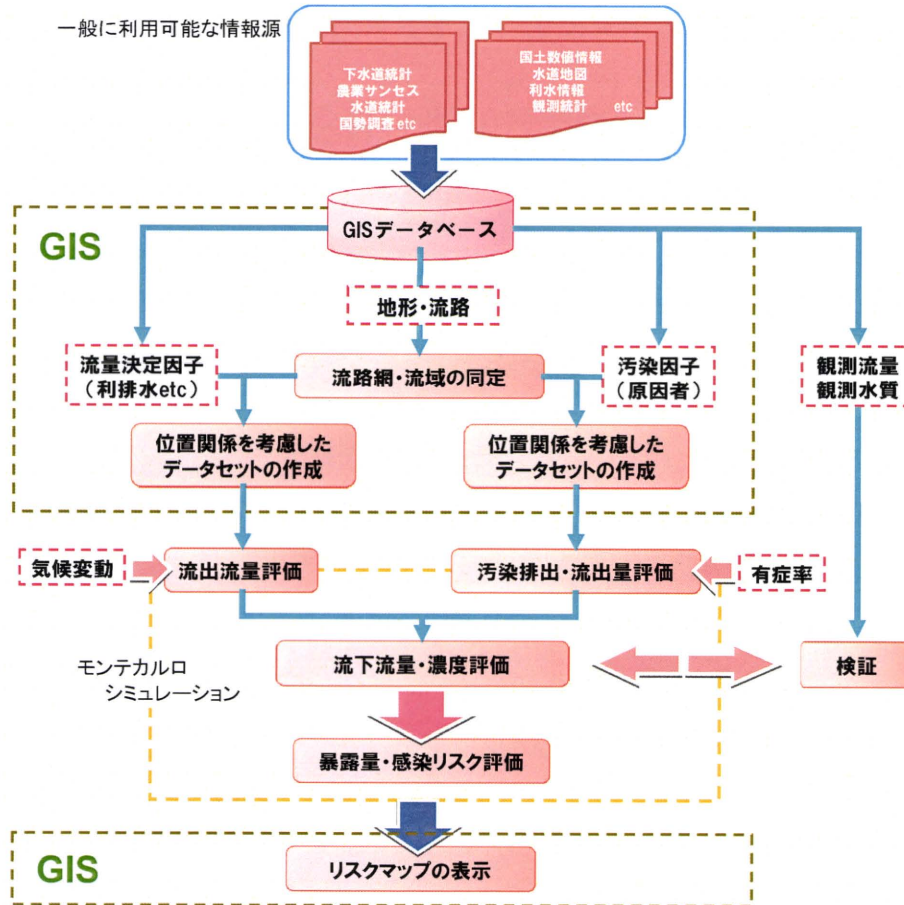 一般に利用可能な情報源
下水道統計
農業サンセス
水道統計
国勢調査etc
国土数値情報
水道地図
利水情報
観測統計 etc
GISデータベース
GIS
地形・流路
流量決定因子
（利排水etc）
流路網・流域の同定
汚染因子
（原因者）
観測流量
観測水質
位置関係を考慮した
データセットの作成
位置関係を考慮した
データセットの作成
気候変動
流出流量評価
汚染排出・流出量評価
有症率
モンテカルロ
シミュレーション
流下流量・濃度評価
検証
暴露量・感染リスク評価
GIS
リスクマップの表示